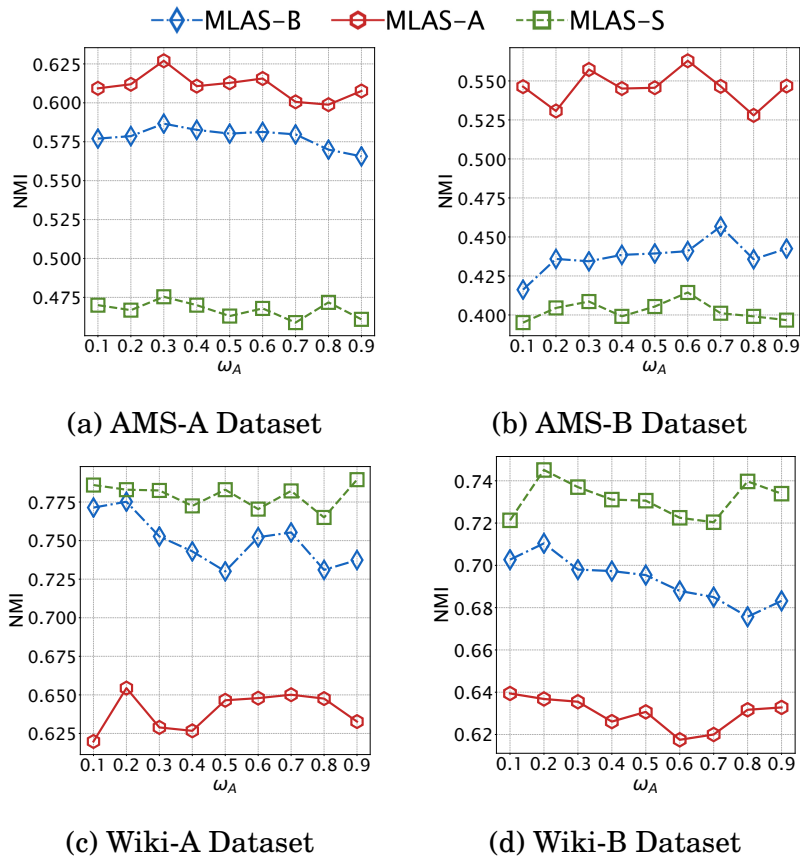 MLAS-B MLAS-A MLAS-S
0.625
0.600
0.575
0.550
0.525
0.500
0.475
NMI
0.1 0.2 0.3 0.4 0.5 0.6 0.7 0.8 0.9
ω_A
(a) AMS-A Dataset
0.550
0.525
0.500
0.475
0.450
0.425
0.400
NMI
0.1 0.2 0.3 0.4 0.5 0.6 0.7 0.8 0.9
ω_A
(b) AMS-B Dataset
0.775
0.750
0.725
0.700
0.675
0.650
0.625
NMI
0.1 0.2 0.3 0.4 0.5 0.6 0.7 0.8 0.9
ω_A
(c) Wiki-A Dataset
0.74
0.72
0.70
0.68
0.66
0.64
0.62
NMI
0.1 0.2 0.3 0.4 0.5 0.6 0.7 0.8 0.9
ω_A
(d) Wiki-B Dataset